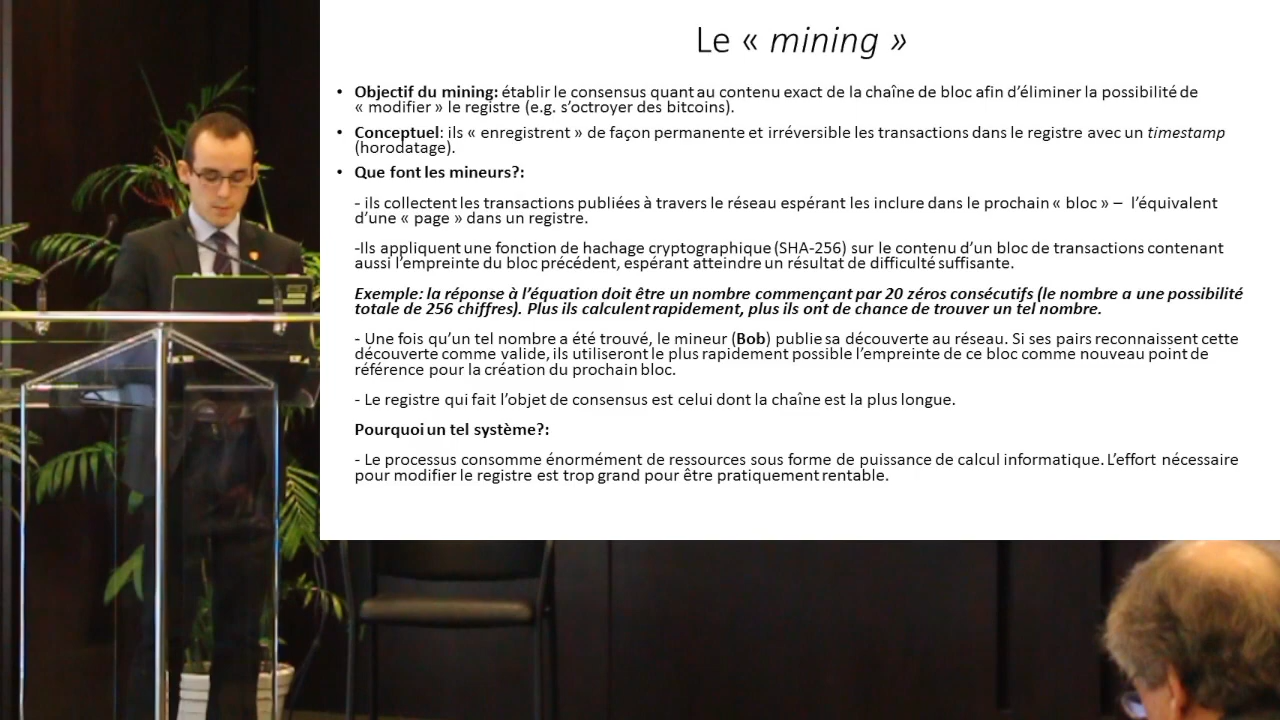 Le « mining »
• Objectif du mining: établir le consensus quant au contenu exact de la chaîne de bloc afin d’éliminer la possibilité de
« modifier » le registre (e.g. s’octroyer des bitcoins).
• Conceptuel: ils « enregistrent » de façon permanente et irréversible les transactions dans le registre avec un timestamp
(horodatage).
• Que font les mineurs?:
- ils collectent les transactions publiées à travers le réseau espérant les inclure dans le prochain « bloc » – l’équivalent
d’une « page » dans un registre.
-Ils appliquent une fonction de hachage cryptographique (SHA-256) sur le contenu d’un bloc de transactions contenant
aussi l’empreinte du bloc précédent, espérant atteindre un résultat de difficulté suffisante.
Exemple: la réponse à l’équation doit être un nombre commençant par 20 zéros consécutifs (le nombre a une possibilité
totale de 256 chiffres). Plus ils calculent rapidement, plus ils ont de chance de trouver un tel nombre.
- Une fois qu’un tel nombre a été trouvé, le mineur (Bob) publie sa découverte au réseau. Si ses pairs reconnaissent cette
découverte comme valide, ils utiliseront le plus rapidement possible l’empreinte de ce bloc comme nouveau point de
référence pour la création du prochain bloc.
- Le registre qui fait l’objet de consensus est celui dont la chaîne est la plus longue.
Pourquoi un tel système?:
- Le processus consomme énormément de ressources sous forme de puissance de calcul informatique. L’effort nécessaire
pour modifier le registre est trop grand pour être pratiquement rentable.